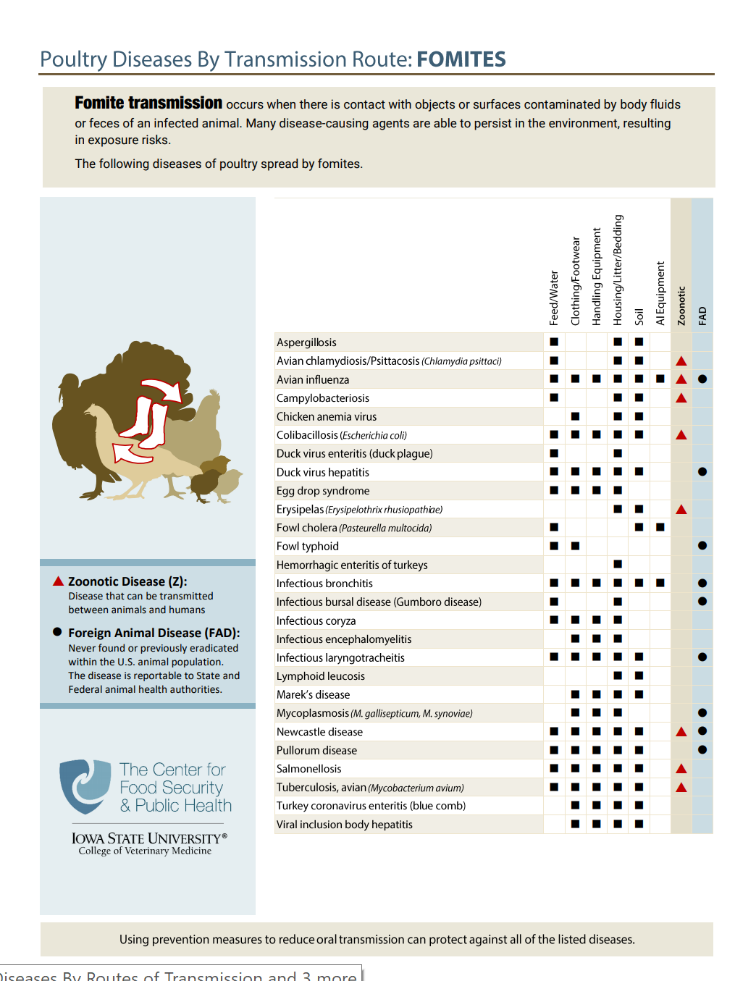 Poultry Diseases By Transmission Route: FOMITES
Fomite transmission occurs when there is contact with objects or surfaces contaminated by body fluids
or feces of an infected animal. Many disease-causing agents are able to persist in the environment, resulting
in exposure risks.
The following diseases of poultry spread by fomites.
Feed/Water
Clothing/Footwear
Handling Equipment
Housing/Litter/Bedding
Soil
AI Equipment
Zoonotic
FAD
Aspergillosis
Avian chlamydiosis/Psittacosis (Chlamydia psittaci)
Avian influenza
Campylobacteriosis
Chicken anemia virus
Colibacillosis (Escherichia coli)
Duck virus enteritis (duck plague)
Duck virus hepatitis
Egg drop syndrome
Erysipelas (Erysipelothrix rhusiopathiae)
Fowl cholera (Pasteurella multocida)
Fowl typhoid
Hemorrhagic enteritis of turkeys
Infectious bronchitis
Infectious bursal disease (Gumboro disease)
Infectious coryza
Infectious encephalomyelitis
Infectious laryngotracheitis
Lymphoid leucosis
Marek's disease
Mycoplasmosis (M. gallisepticum, M. synoviae)
Newcastle disease
Pullorum disease
Salmonellosis
Tuberculosis, avian (Mycobacterium avium)
Turkey coronavirus enteritis (blue comb)
Viral inclusion body hepatitis
Zoonotic Disease (Z):
Disease that can be transmitted
between animals and humans
Foreign Animal Disease (FAD):
Never found or previously eradicated
within the U.S. animal population.
The disease is reportable to State and
Federal animal health authorities.
The Center for
Food Security
& Public Health
IOWA STATE UNIVERSITY®
College of Veterinary Medicine
Using prevention measures to reduce oral transmission can protect against all of the listed diseases.
Diseases By Routes of Transmission and 3 more